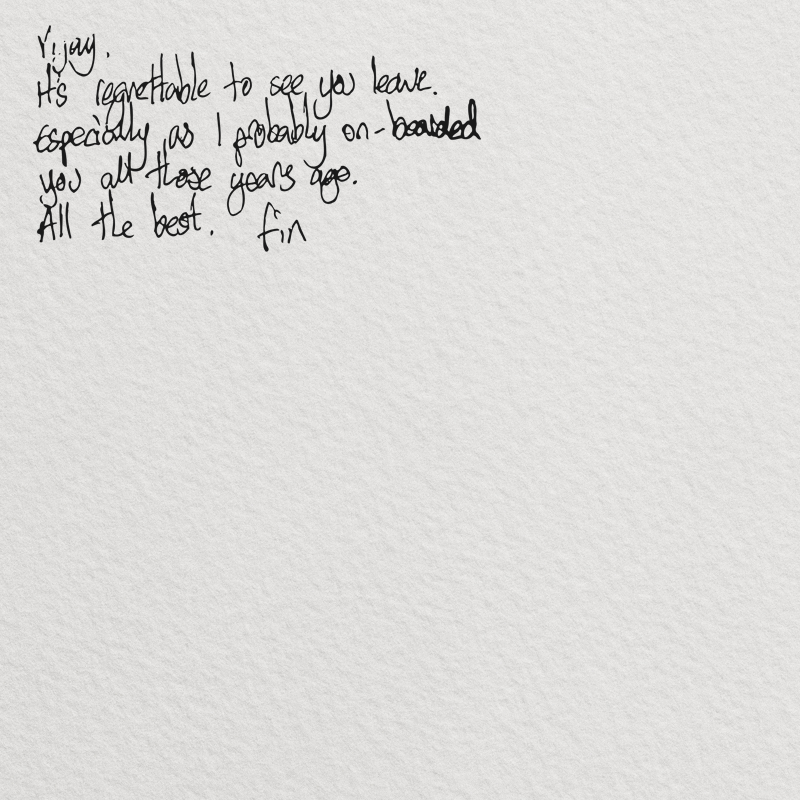 Vijay.
It's regrettable to see you leave.
Especially as I probably on-boarded
you all those years ago.
All the best. Fin